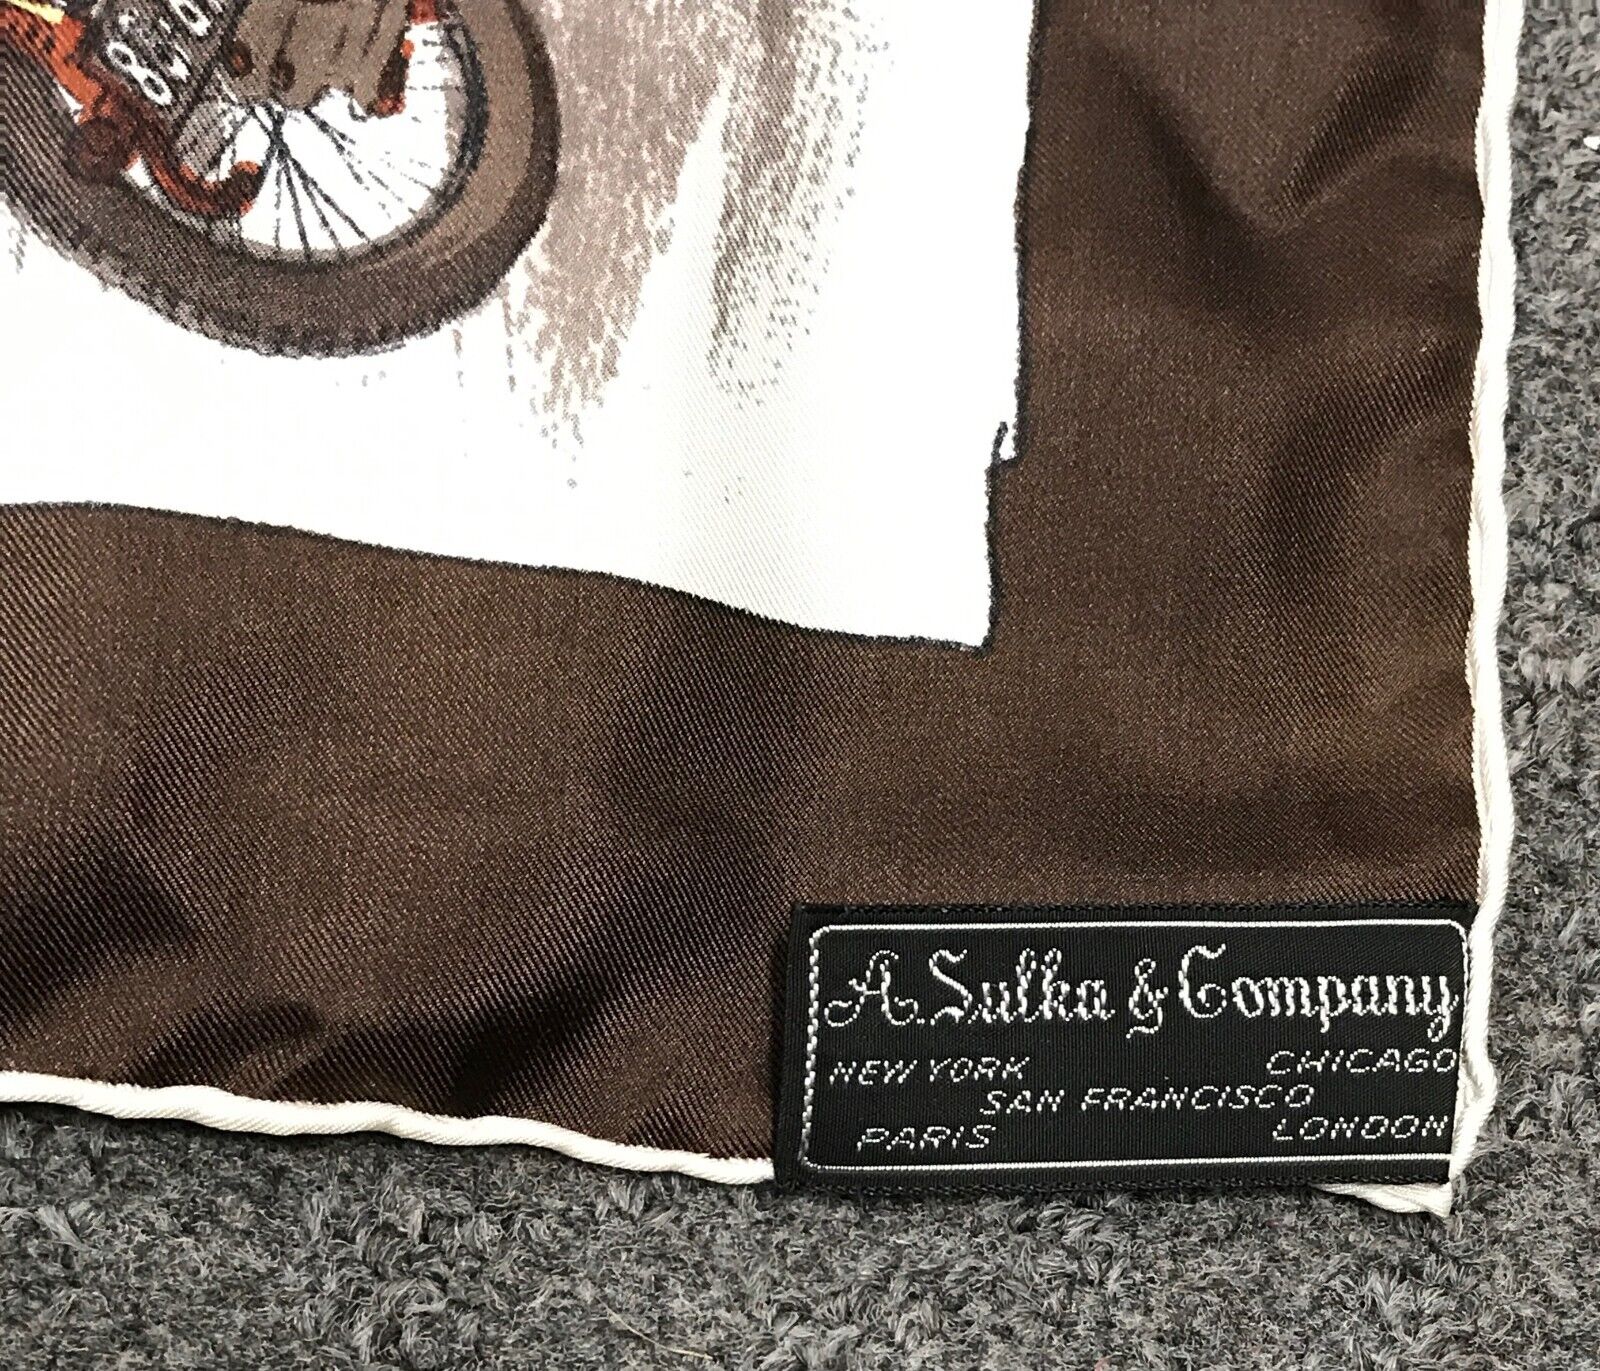 A. Sulka & Company
NEW YORK CHICAGO
SAN FRANCISCO
PARIS LONDON